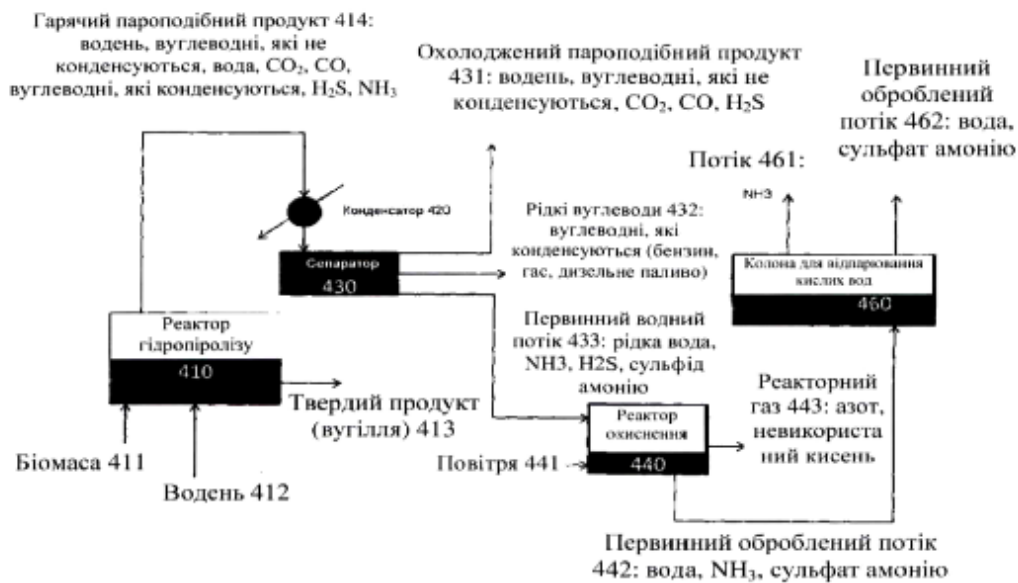 Гарячий пароподібний продукт 414:
водень, вуглеводні, які не
конденсуються, вода, CO₂, CO,
вуглеводні, які конденсуються, H₂S, NH₃
Охолоджений пароподібний продукт
431: водень, вуглеводні, які не
конденсуються, CO₂, CO, H₂S
Первинний
оброблений
потік 462: вода,
сульфат амонію
Потік 461:
NH3
Конденсатор 420
Сепаратор
430
Рідкі вуглеводи 432:
вуглеводні, які
конденсуються (бензин,
гас, дизельне паливо)
Колона для відпарювання
кислих вод
460
Реактор
гідропіролізу
410
Первинний водний
потік 433: рідка вода,
NH3, H2S, сульфід
амонію
Твердий продукт
(вугілля) 413
Реактор
окиснення
440
Реакторний
газ 443: азот,
невикориста
ний кисень
Біомаса 411
Водень 412
Повітря 441
Первинний оброблений потік
442: вода, NH₃, сульфат амонію